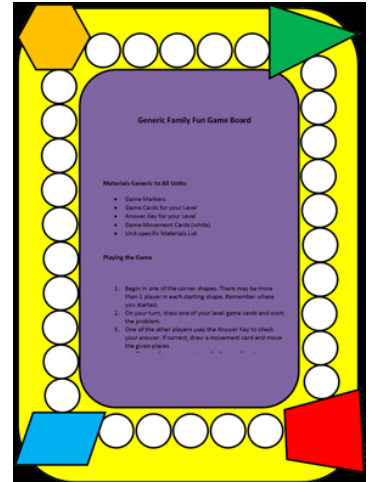 Generic Family Fun Game Board
Materials Generic to All Units:
• Game Markers
• Game Cards for your Level
• Answer Key for your Level
• Game Movement Cards (white)
• Unit-specific Materials List
Playing the Game
1. Begin in one of the corner shapes. There may be more
than 1 player in each starting shape. Remember where
you started.
2. On your turn, draw one of your level game cards and work
the problem.
3. One of the other players uses the Answer Key to check
your answer. If correct, draw a movement card and move
the given places